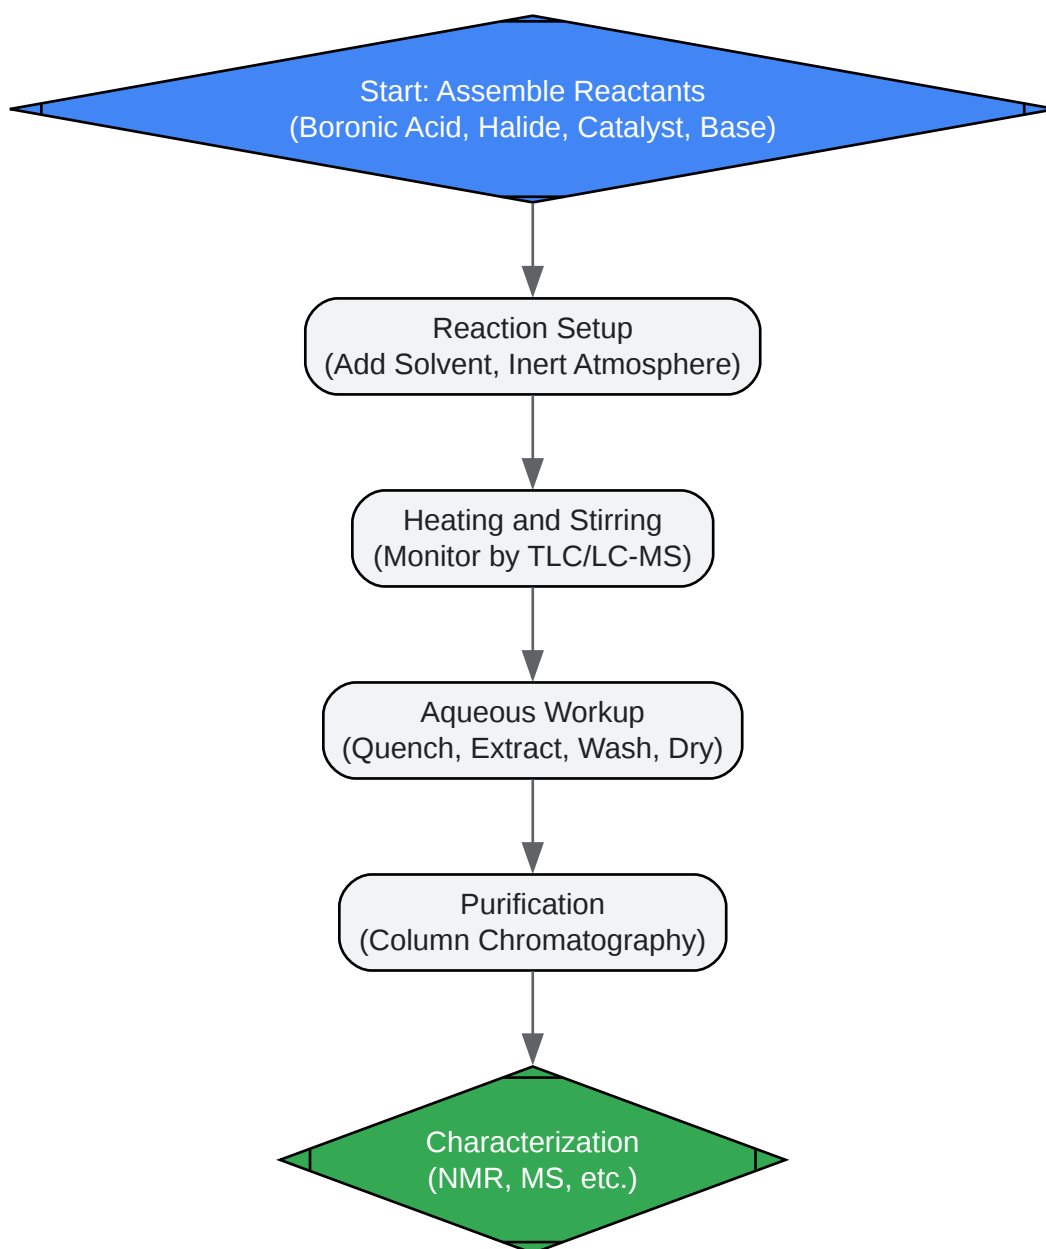 Start: Assemble Reactants
(Boronic Acid, Halide, Catalyst, Base)
Reaction Setup
(Add Solvent, Inert Atmosphere)
Heating and Stirring
(Monitor by TLC/LC-MS)
Aqueous Workup
(Quench, Extract, Wash, Dry)
Purification
(Column Chromatography)
Characterization
(NMR, MS, etc.)